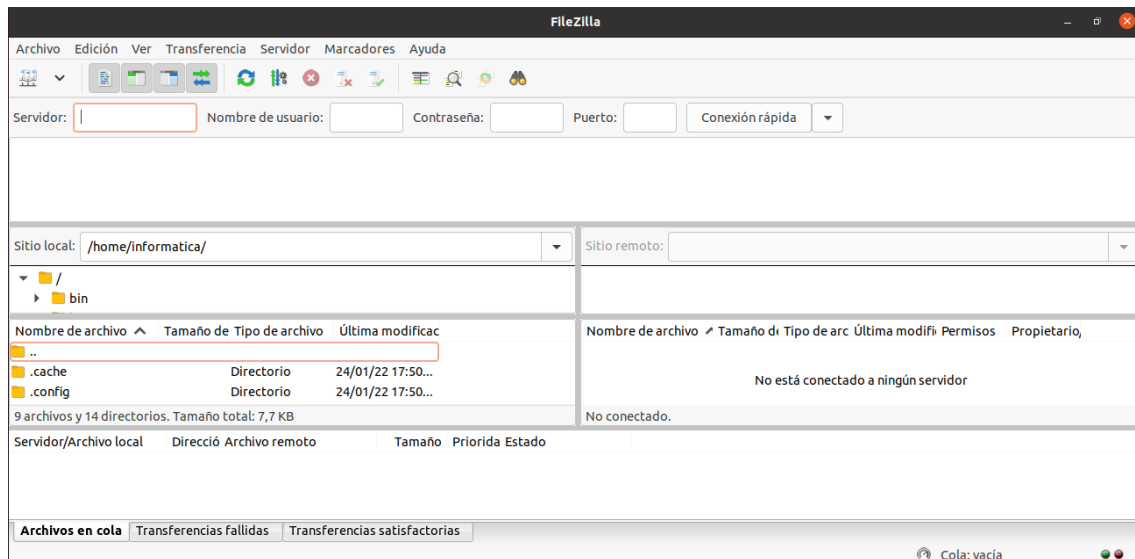 FileZilla
Archivo Edición Ver Transferencia Servidor Marcadores Ayuda
Servidor: Nombre de usuario: Contraseña: Puerto: Conexión rápida
Sitio local: /home/informatica/
Sitio remoto:
/
bin
Nombre de archivo Tamaño de Tipo de archivo Última modificac
..
.cache Directorio 24/01/22 17:50...
.config Directorio 24/01/22 17:50...
9 archivos y 14 directorios. Tamaño total: 7,7 KB
Nombre de archivo Tamaño de Tipo de arc Última modifi Permisos Propietario/
No está conectado a ningún servidor
No conectado.
Servidor/Archivo local Direcció Archivo remoto Tamaño Priorida Estado
Archivos en cola Transferencias fallidas Transferencias satisfactorias
Cola: vacía